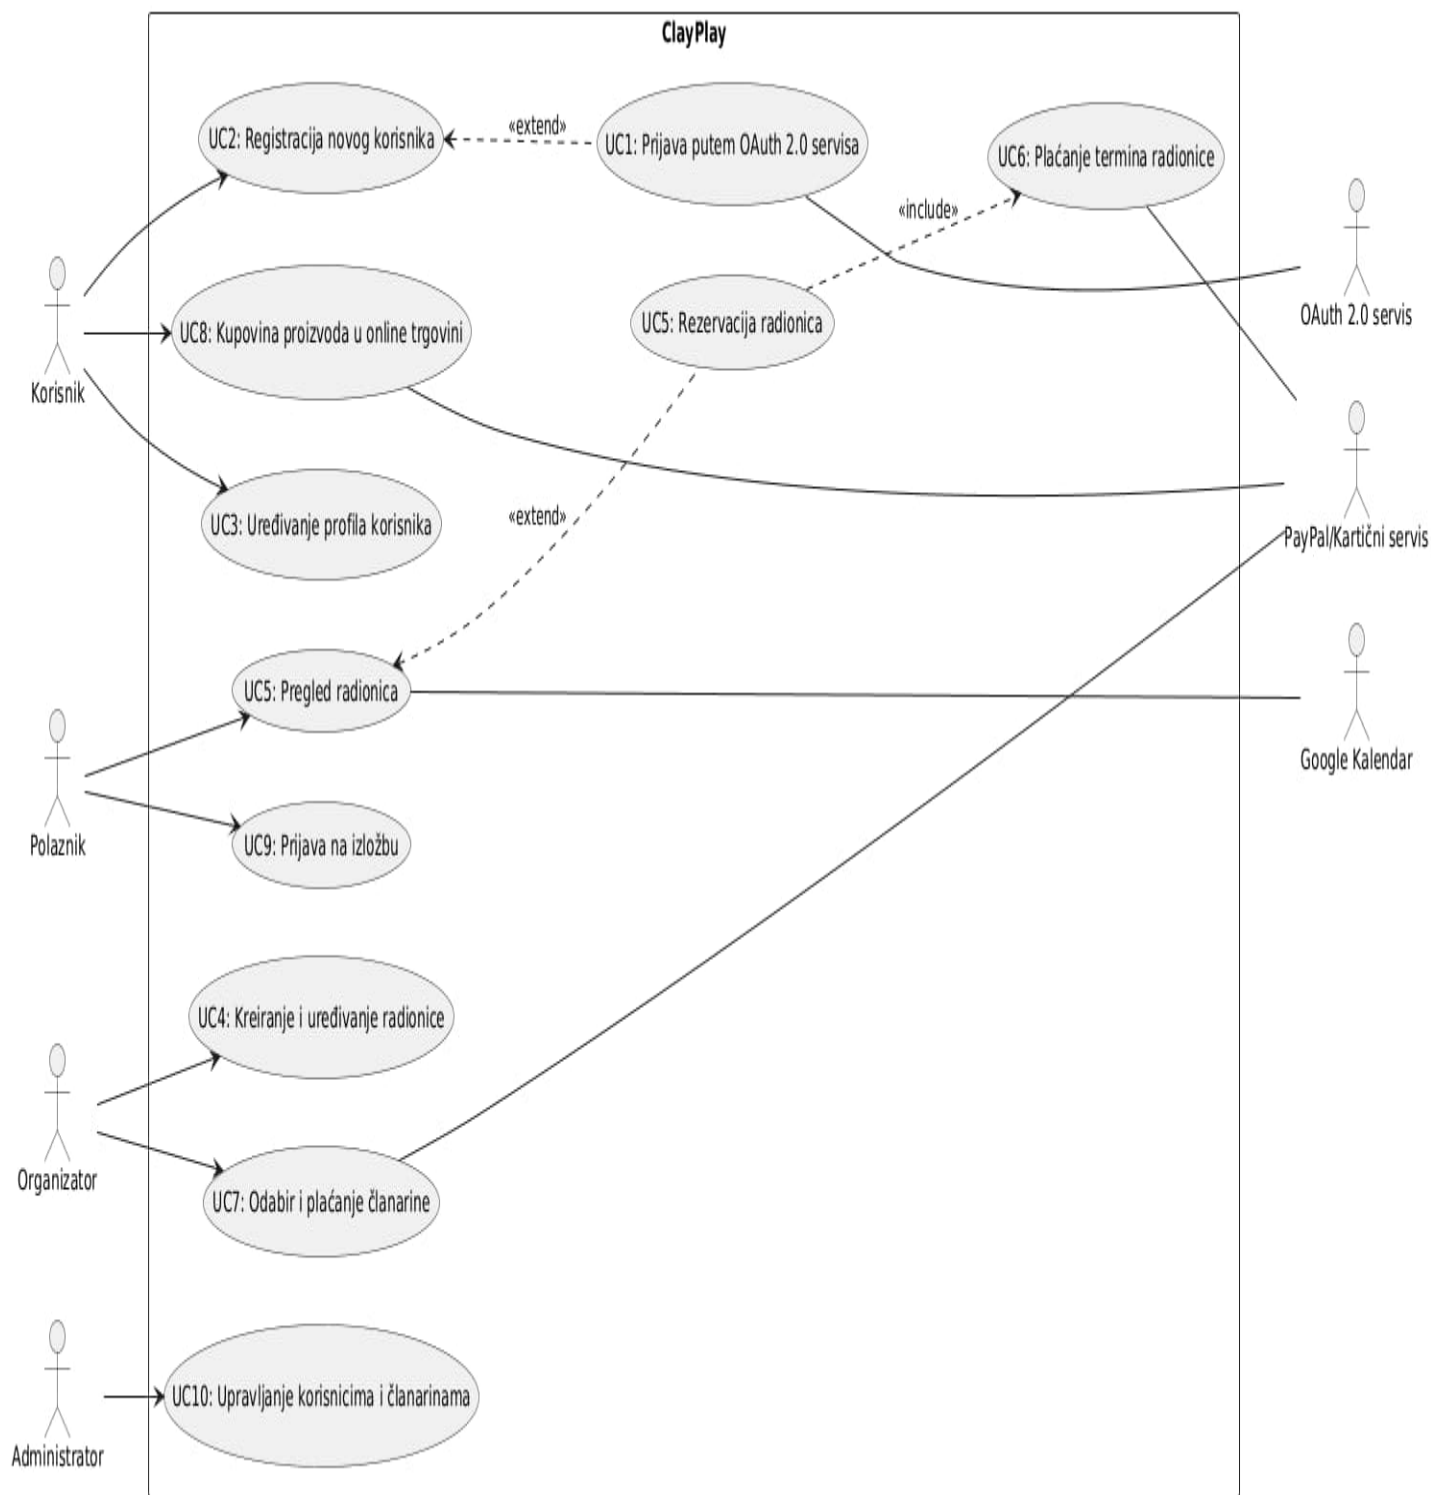 ClayPlay
UC2: Registracija novog korisnika
«extend»
UC1: Prijava putem OAuth 2.0 servisa
UC6: Plaćanje termina radionice
«include»
OAuth 2.0 servis
Korisnik
UC8: Kupovina proizvoda u online trgovini
UC5: Rezervacija radionica
UC3: Uređivanje profila korisnika
«extend»
PayPal/Kartični servis
UC5: Pregled radionica
Google Kalendar
Polaznik
UC9: Prijava na izložbu
UC4: Kreiranje i uređivanje radionice
Organizator
UC7: Odabir i plaćanje članarine
UC10: Upravljanje korisnicima i članarinama
Administrator